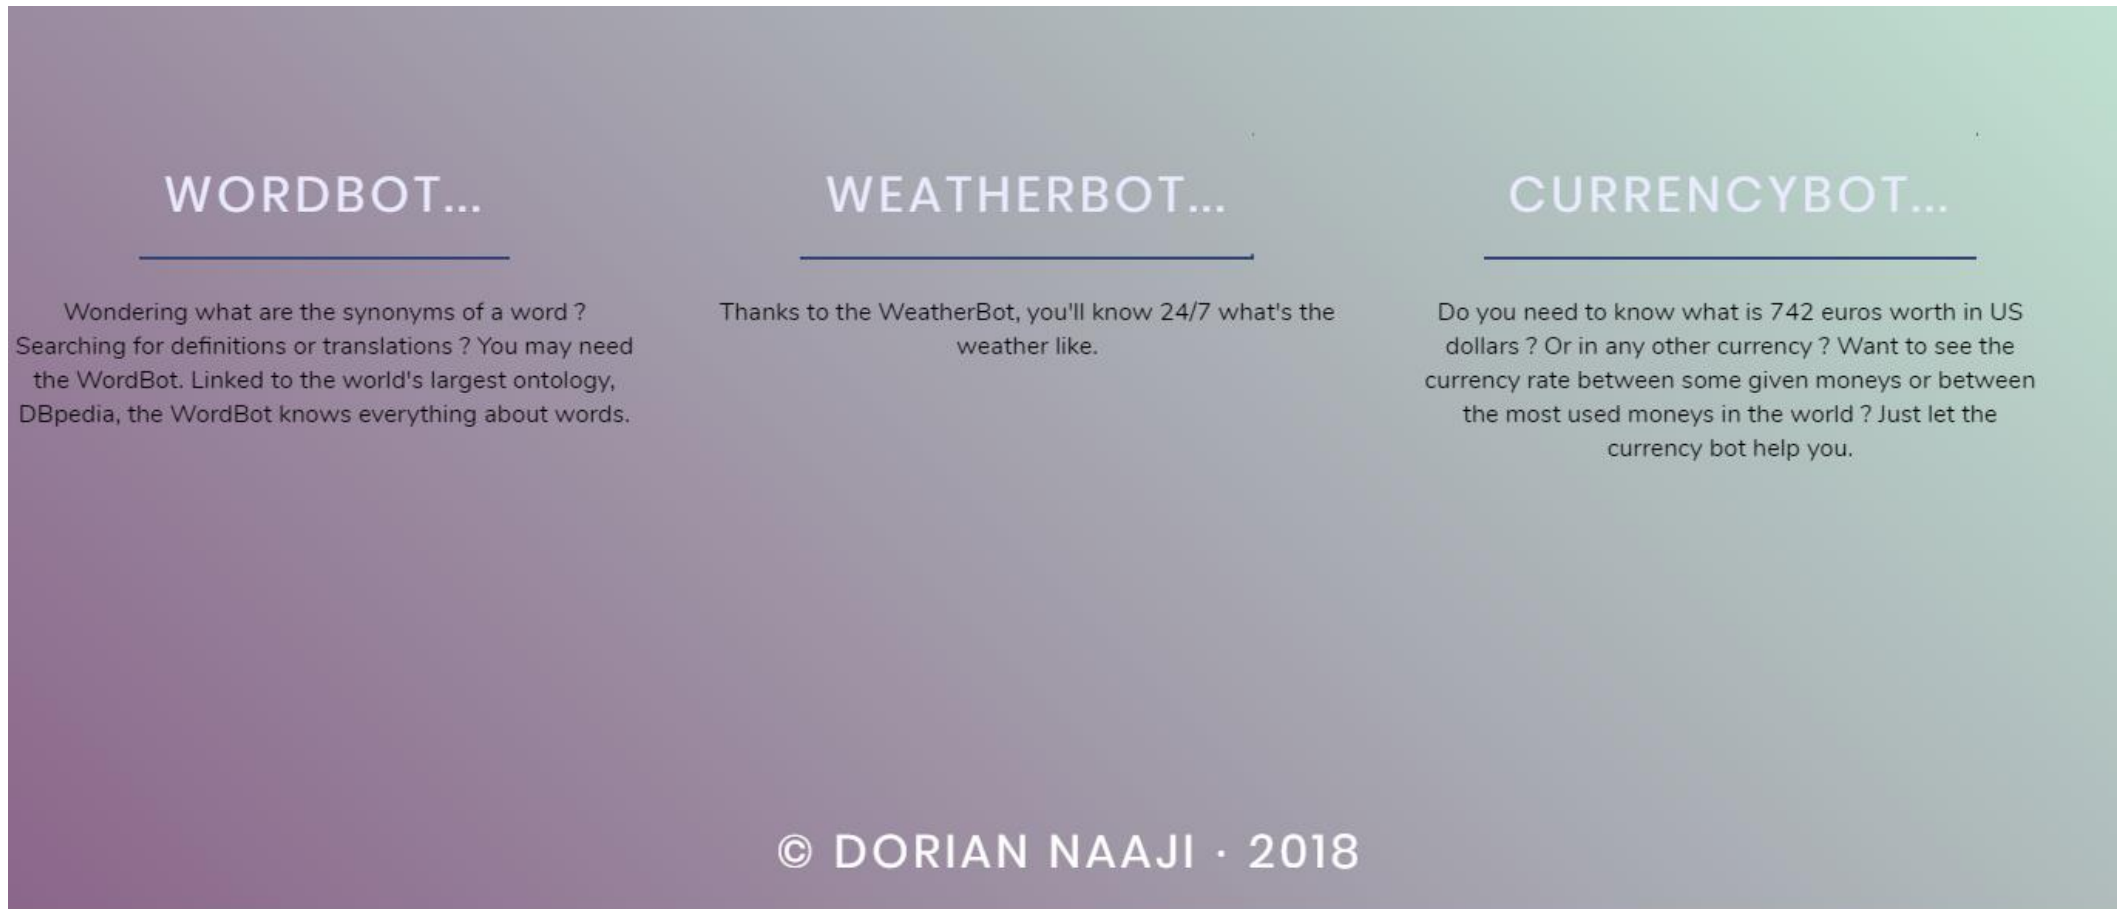 WORDBOT...
Wondering what are the synonyms of a word ?
Searching for definitions or translations ? You may need
the WordBot. Linked to the world's largest ontology,
DBpedia, the WordBot knows everything about words.
WEATHERBOT...
Thanks to the WeatherBot, you'll know 24/7 what's the
weather like.
CURRENCYBOT...
Do you need to know what is 742 euros worth in US
dollars ? Or in any other currency ? Want to see the
currency rate between some given moneys or between
the most used moneys in the world ? Just let the
currency bot help you.
© DORIAN NAAJI · 2018